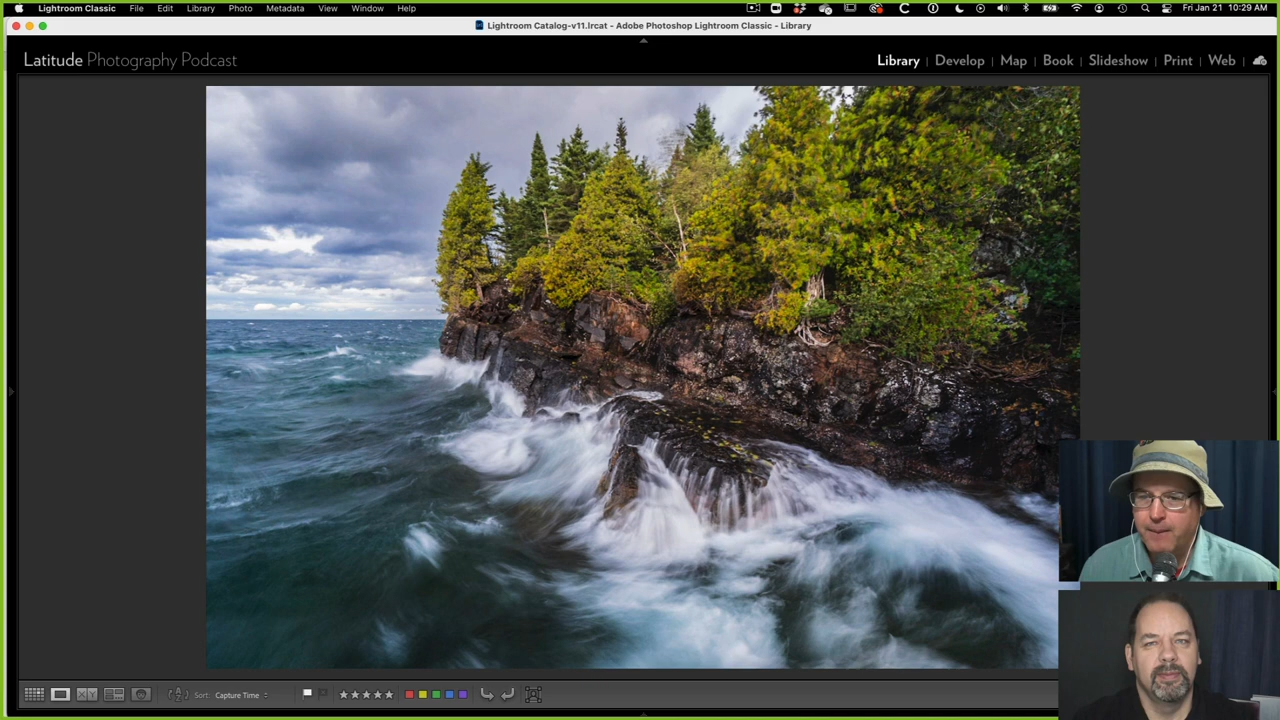 Lightroom Classic File Edit Library Photo Metadata View Window Help Fri Jan 21 10:29 AM
Lightroom Catalog-v11.lrcat - Adobe Photoshop Lightroom Classic - Library
Latitude Photography Podcast
Library | Develop | Map | Book | Slideshow | Print | Web
XY Sort: Capture Time